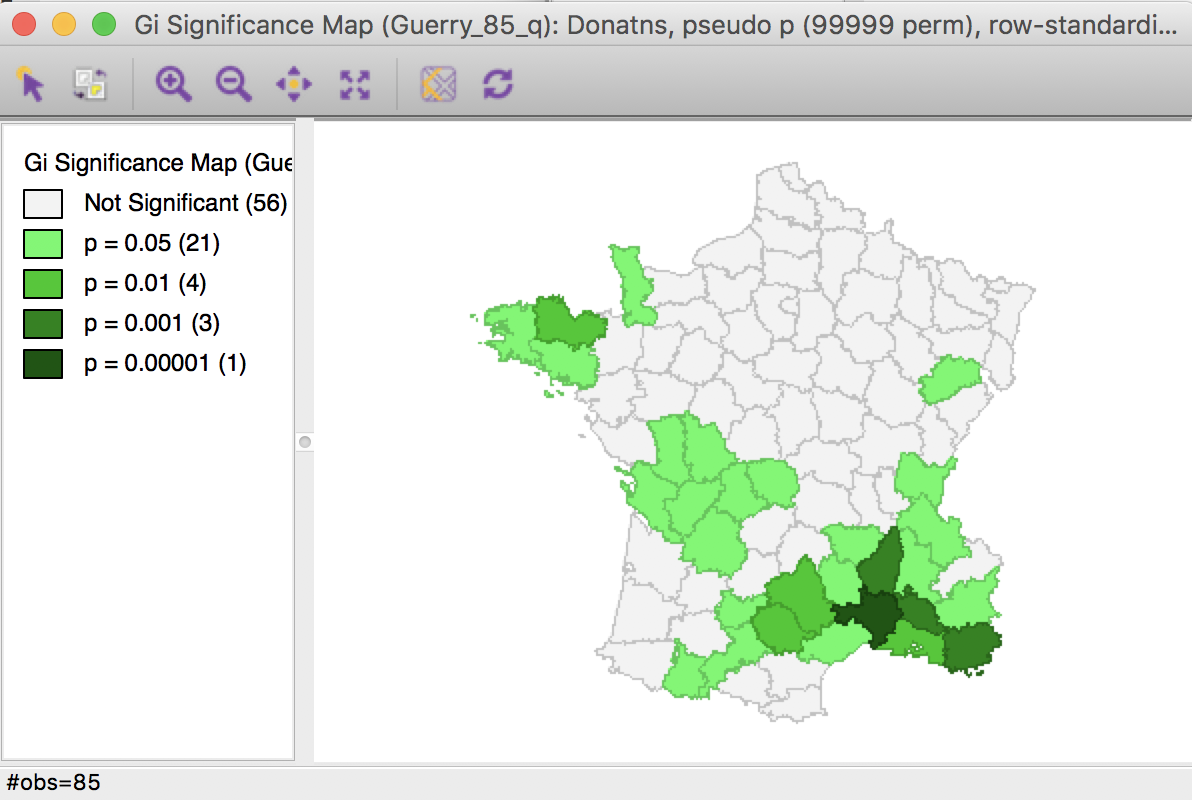 Gi Significance Map (Guerry_85_q): Donatns, pseudo p (99999 perm), row-standardi...
Gi Significance Map (Gue
Not Significant (56)
p = 0.05 (21)
p = 0.01 (4)
p = 0.001 (3)
p = 0.00001 (1)
#obs=85